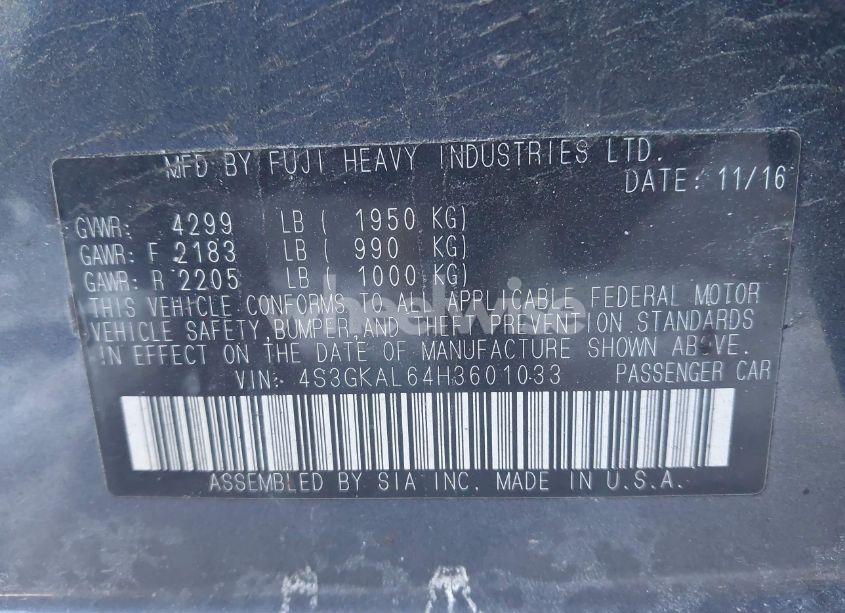 MFD BY FUJI HEAVY INDUSTRIES LTD.
DATE: 11/16
GVWR: 4299 LB ( 1950 KG)
GAWR: F 2183 LB ( 990 KG)
GAWR: R 2205 LB ( 1000 KG)
THIS VEHICLE CONFORMS TO ALL APPLICABLE FEDERAL MOTOR
VEHICLE SAFETY, BUMPER, AND THEFT PREVENTION STANDARDS
IN EFFECT ON THE DATE OF MANUFACTURE SHOWN ABOVE.
VIN: 4S3GKAL64H3601033 PASSENGER CAR
ASSEMBLED BY SIA INC. MADE IN U.S.A.